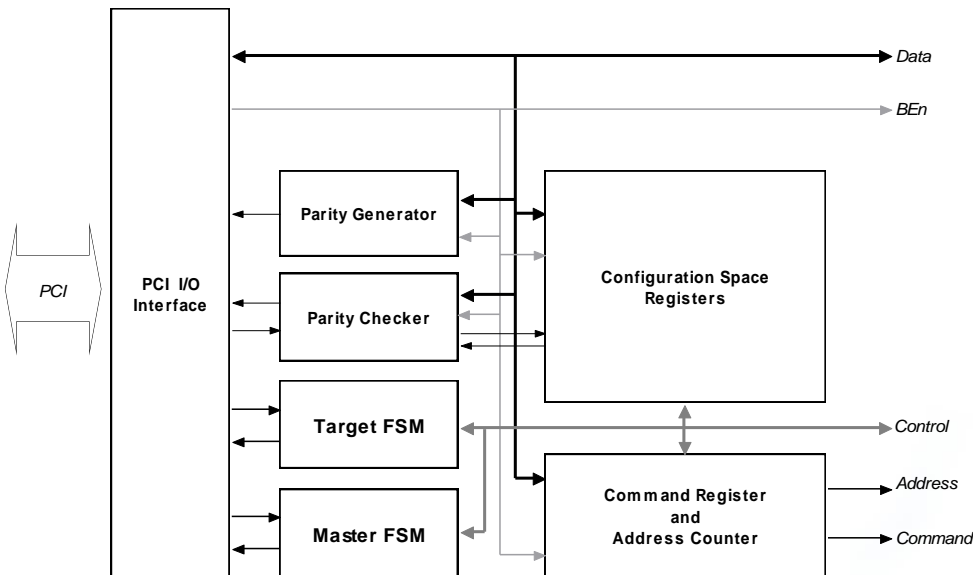 Data
BEn
Parity Generator
Configuration Space
Registers
PCI
PCI I/O
Interface
Parity Checker
Target FSM
Control
Master FSM
Command Register
and
Address Counter
Address
Command